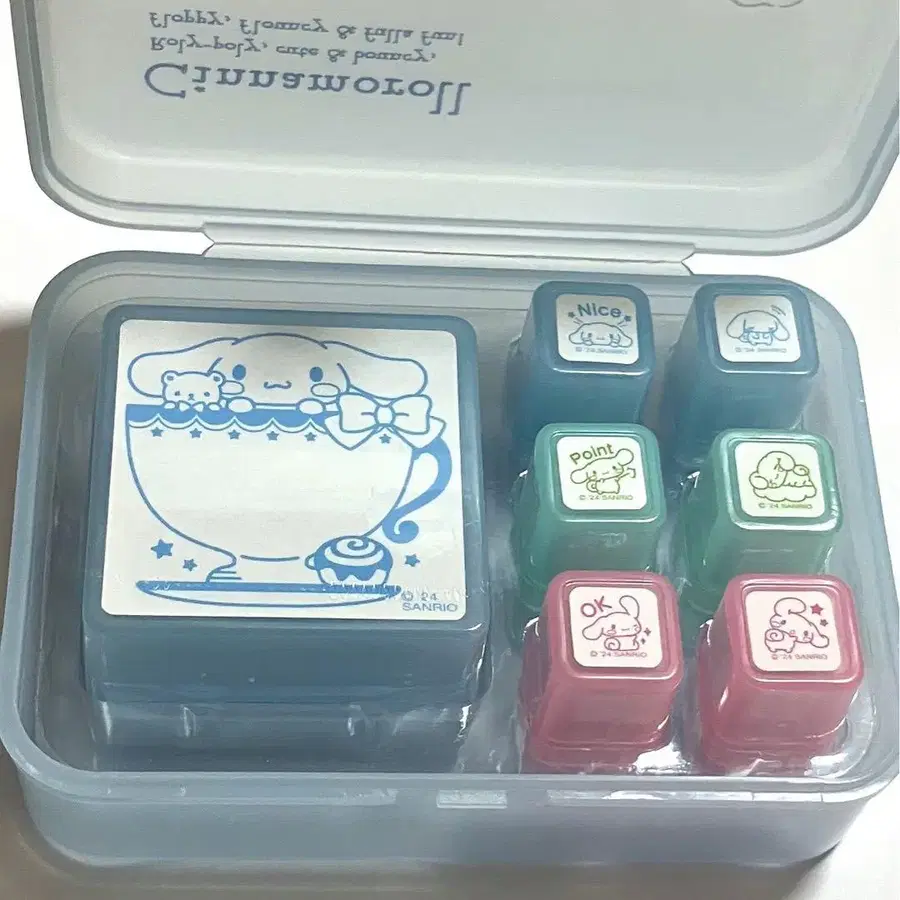 Cinnamoroll
Roly-poly, cute & bouncy,
Floppy, Flouncy & Fulla Fun!
Nice
© '24 SANRIO
© '24 SANRIO
Point
© '24 SANRIO
© '24 SANRIO
OK
© '24 SANRIO
© '24 SANRIO
© '24
SANRIO